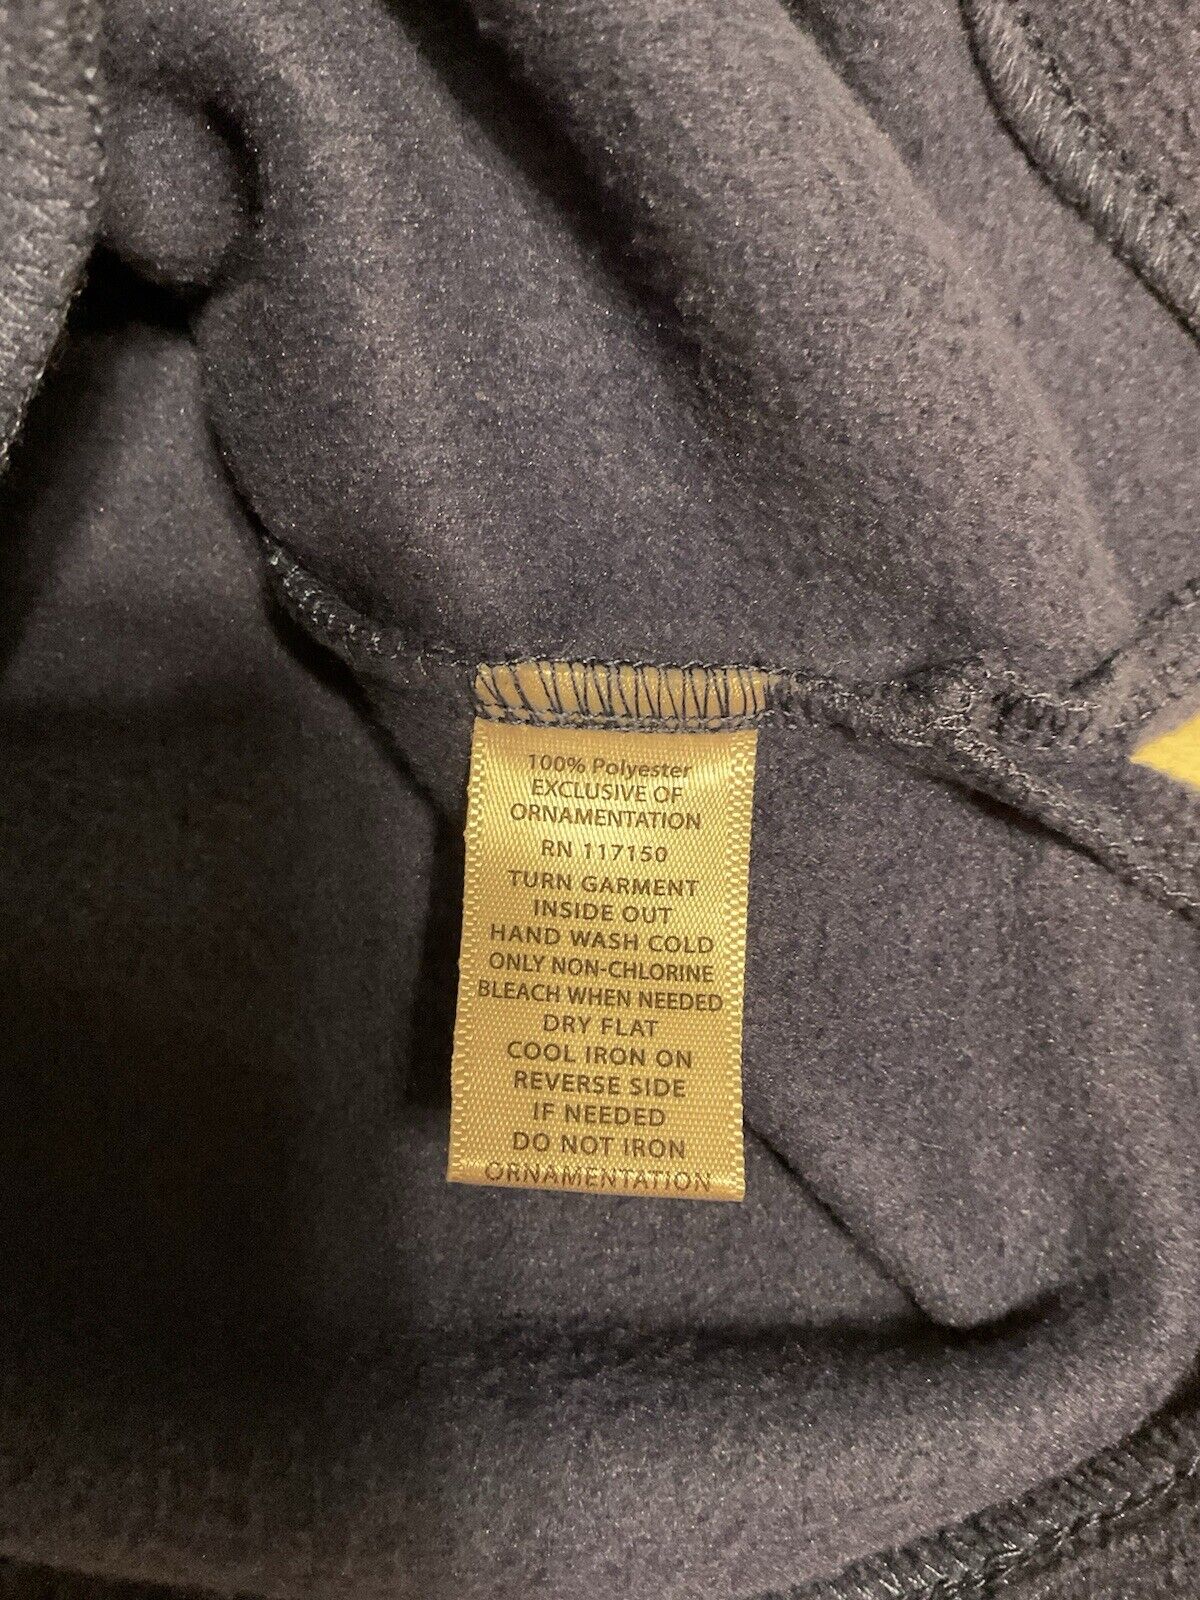 100% Polyester
EXCLUSIVE OF
ORNAMENTATION
RN 117150
TURN GARMENT
INSIDE OUT
HAND WASH COLD
ONLY NON-CHLORINE
BLEACH WHEN NEEDED
DRY FLAT
COOL IRON ON
REVERSE SIDE
IF NEEDED
DO NOT IRON
ORNAMENTATION